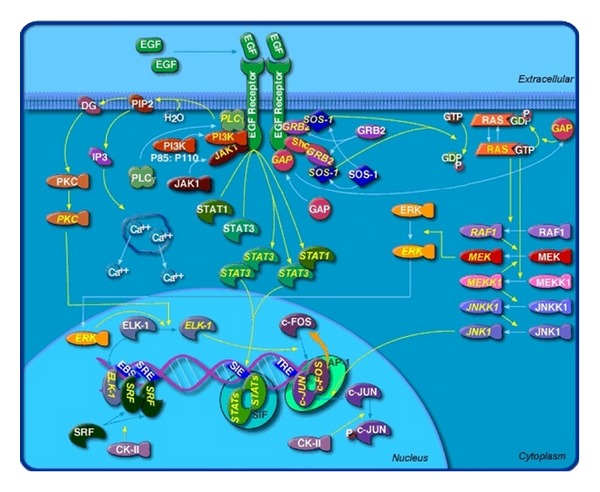 EGF
EGF
EGF
EGF
Extracellular
EGF Receptor
EGF Receptor
DG
PIP2
H2O
PLC
GRB2
SOS-1
GRB2
GTP
RAS
GDP
GAP
PI3K
PI3K
P85: P110
JAK1
Shc
GRB2
RAS
GTP
IP3
GAP
SOS-1
SOS-1
GDP
P
PLC
PKC
JAK1
PKC
STAT1
GAP
ERK
STAT3
RAF1
RAF1
Ca++
Ca++
ERK
MEK
MEK
STAT3
STAT1
STAT3
STAT3
Ca++
Ca++
MEKK1
MEKK1
JNKK1
JNKK1
ELK-1
ELK-1
c-FOS
JNK1
JNK1
ERK
EBS
SRE
SIE
TRE
AP-1
ELK-1
SRF
SRF
STATs
STATs
SIF
c-JUN
c-FOS
c-JUN
SRF
CK-II
CK-II
P
c-JUN
Nucleus
Cytoplasm